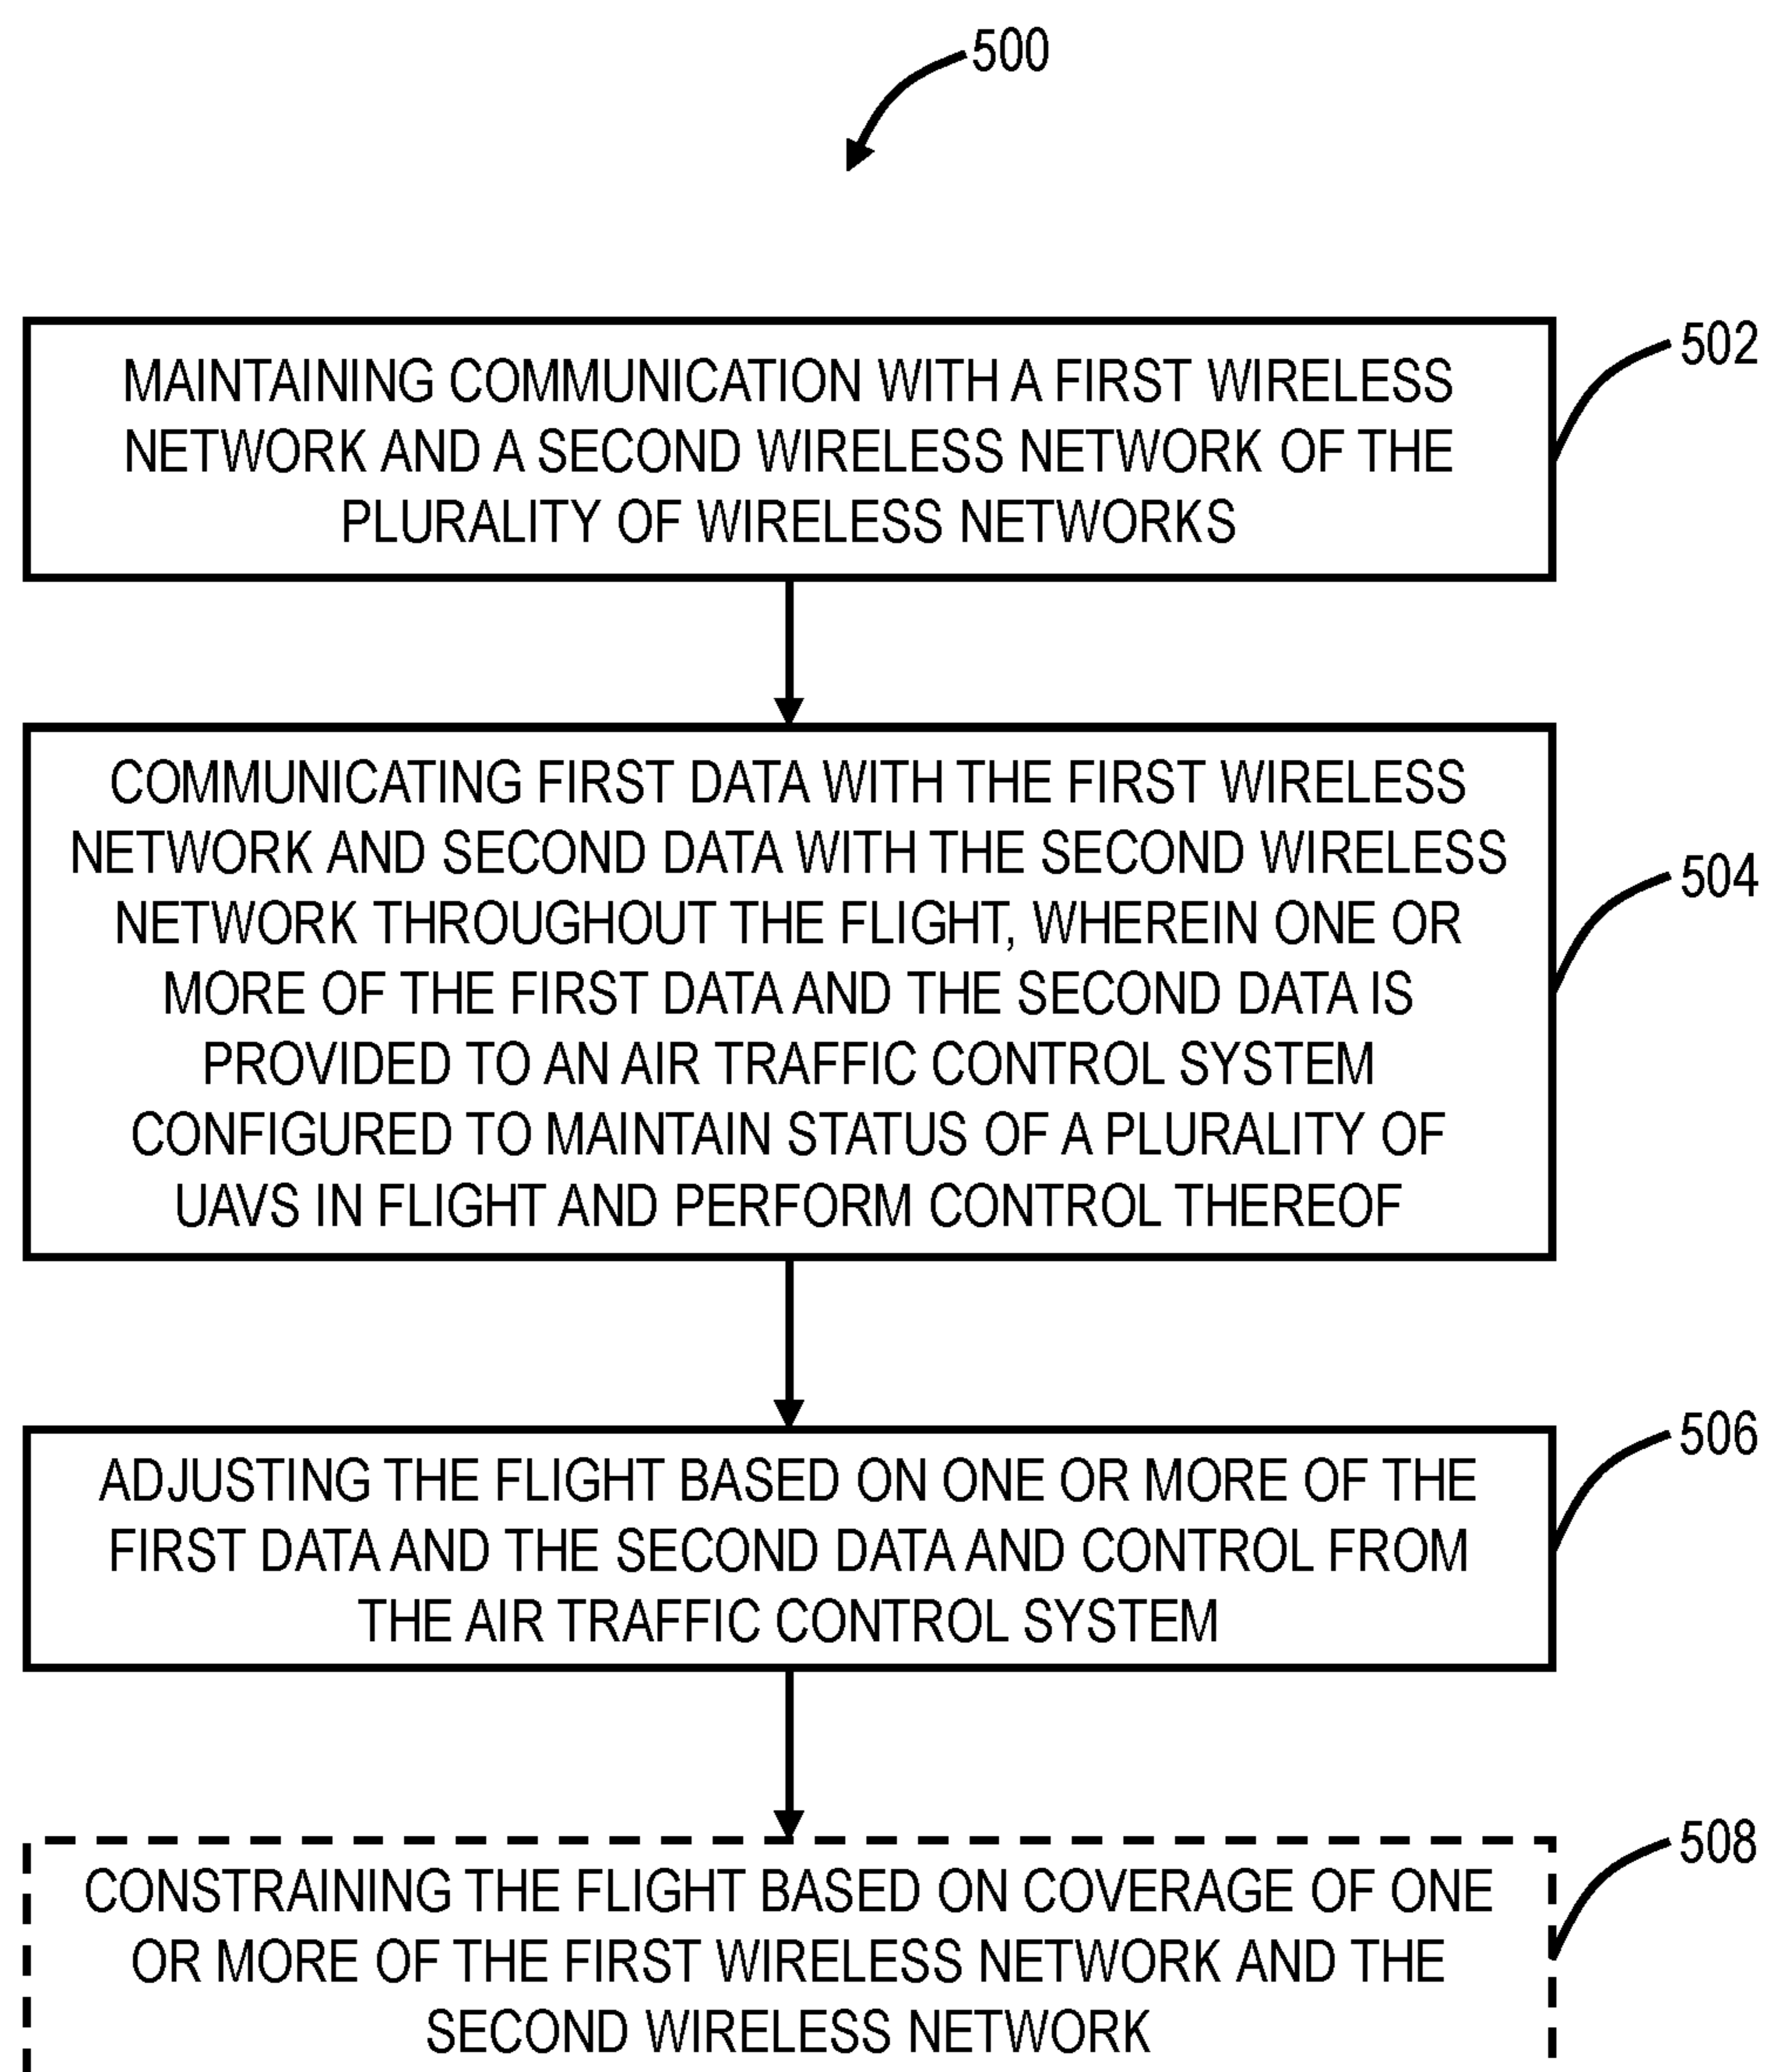 500
502
MAINTAINING COMMUNICATION WITH A FIRST WIRELESS
NETWORK AND A SECOND WIRELESS NETWORK OF THE
PLURALITY OF WIRELESS NETWORKS
504
COMMUNICATING FIRST DATA WITH THE FIRST WIRELESS
NETWORK AND SECOND DATA WITH THE SECOND WIRELESS
NETWORK THROUGHOUT THE FLIGHT, WHEREIN ONE OR
MORE OF THE FIRST DATA AND THE SECOND DATA IS
PROVIDED TO AN AIR TRAFFIC CONTROL SYSTEM
CONFIGURED TO MAINTAIN STATUS OF A PLURALITY OF
UAVS IN FLIGHT AND PERFORM CONTROL THEREOF
506
ADJUSTING THE FLIGHT BASED ON ONE OR MORE OF THE
FIRST DATA AND THE SECOND DATA AND CONTROL FROM
THE AIR TRAFFIC CONTROL SYSTEM
508
CONSTRAINING THE FLIGHT BASED ON COVERAGE OF ONE
OR MORE OF THE FIRST WIRELESS NETWORK AND THE
SECOND WIRELESS NETWORK